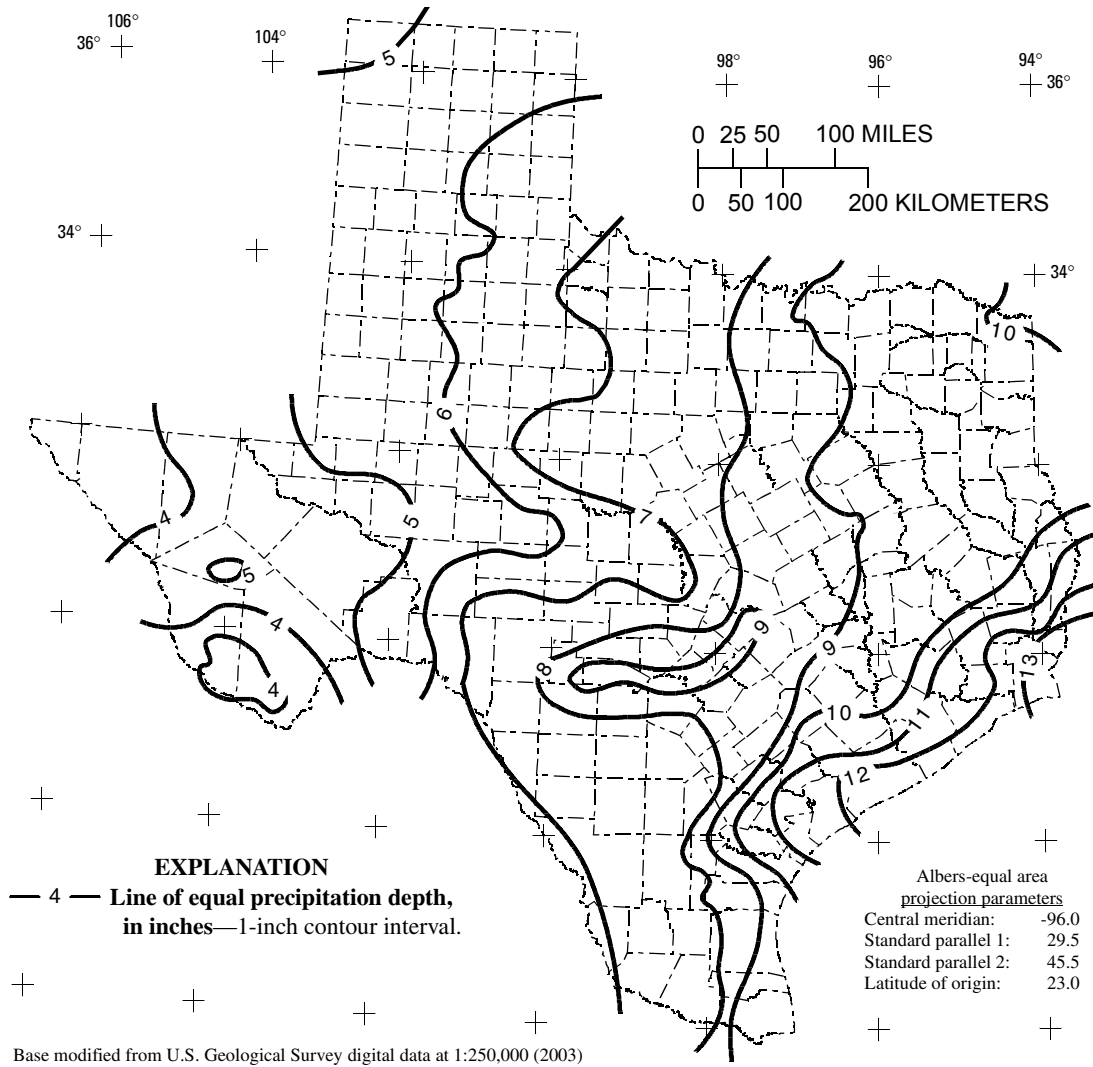 106°
36°
104°
98°
96°
94°
36°
5
0 25 50 100 MILES
0 50 100 200 KILOMETERS
34°
34°
10
6
4
5
7
5
4
9
8
9
4
13
10
11
12
EXPLANATION
4 Line of equal precipitation depth,
in inches—1-inch contour interval.
Albers-equal area
projection parameters
Central meridian: -96.0
Standard parallel 1: 29.5
Standard parallel 2: 45.5
Latitude of origin: 23.0
Base modified from U.S. Geological Survey digital data at 1:250,000 (2003)